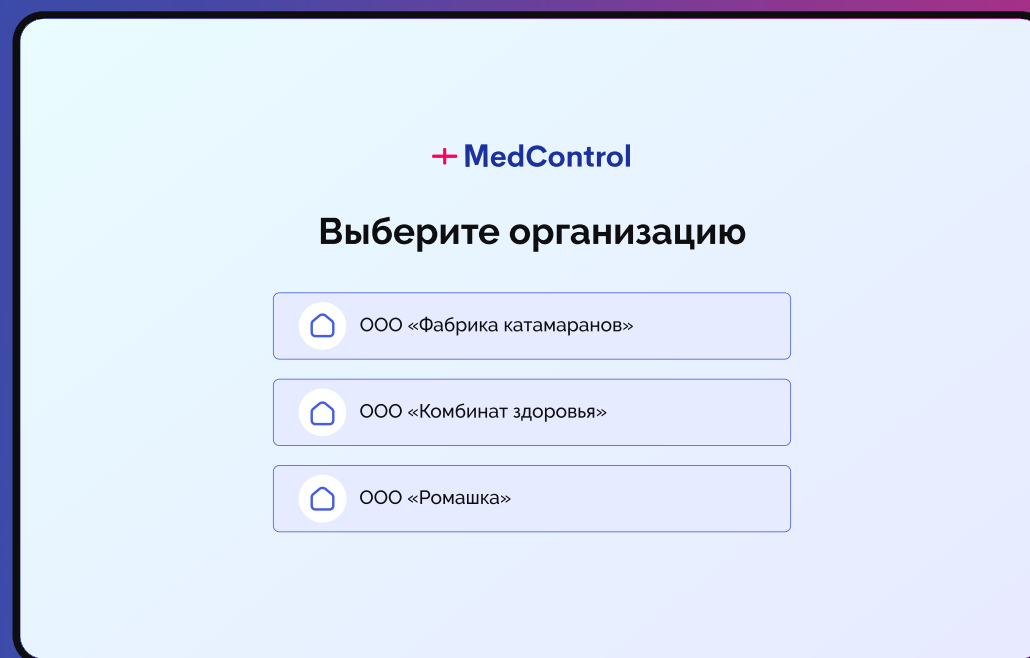 MedControl
Выберите организацию
ООО «Фабрика катамаранов»
ООО «Комбинат здоровья»
ООО «Ромашка»